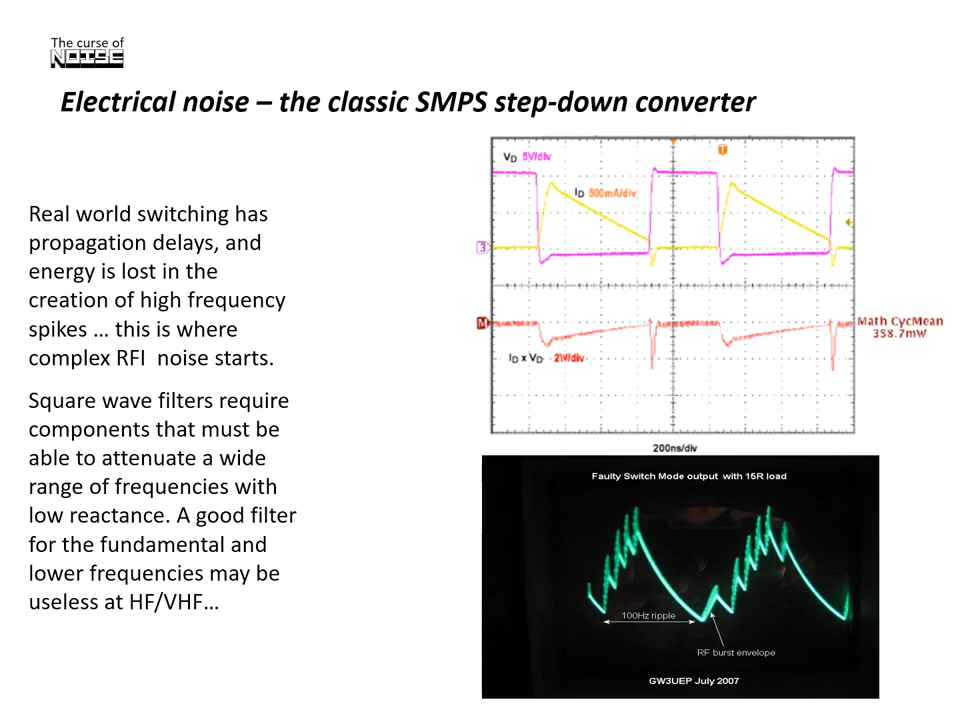 The curse of
NOISE
Electrical noise – the classic SMPS step-down converter
Real world switching has
propagation delays, and
energy is lost in the
creation of high frequency
spikes … this is where
complex RFI  noise starts.
Square wave filters require
components that must be
able to attenuate a wide
range of frequencies with
low reactance. A good filter
for the fundamental and
lower frequencies may be
useless at HF/VHF…
VD 5V/div
T
ID 500mA/div
3
M
Math CycMean
358.7mW
ID x VD 2W/div
200ns/div
Faulty Switch Mode output with 15R load
100Hz ripple
RF burst envelope
GW3UEP July 2007